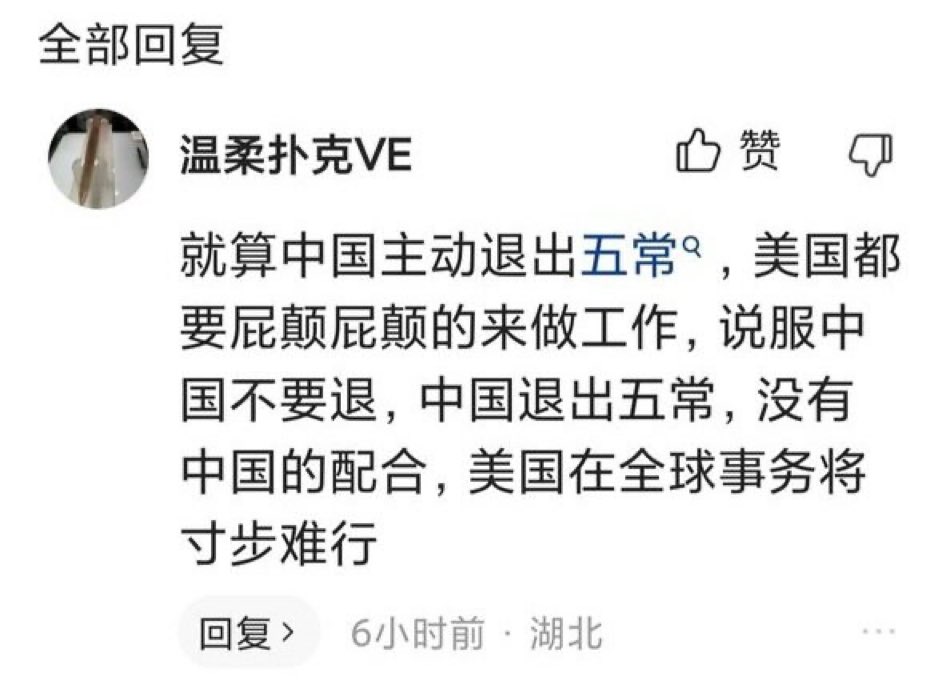 全部回复
温柔扑克VE 赞
就算中国主动退出五常，美国都
要屁颠屁颠的来做工作，说服中
国不要退，中国退出五常，没有
中国的配合，美国在全球事务将
寸步难行
回复 6小时前 · 湖北